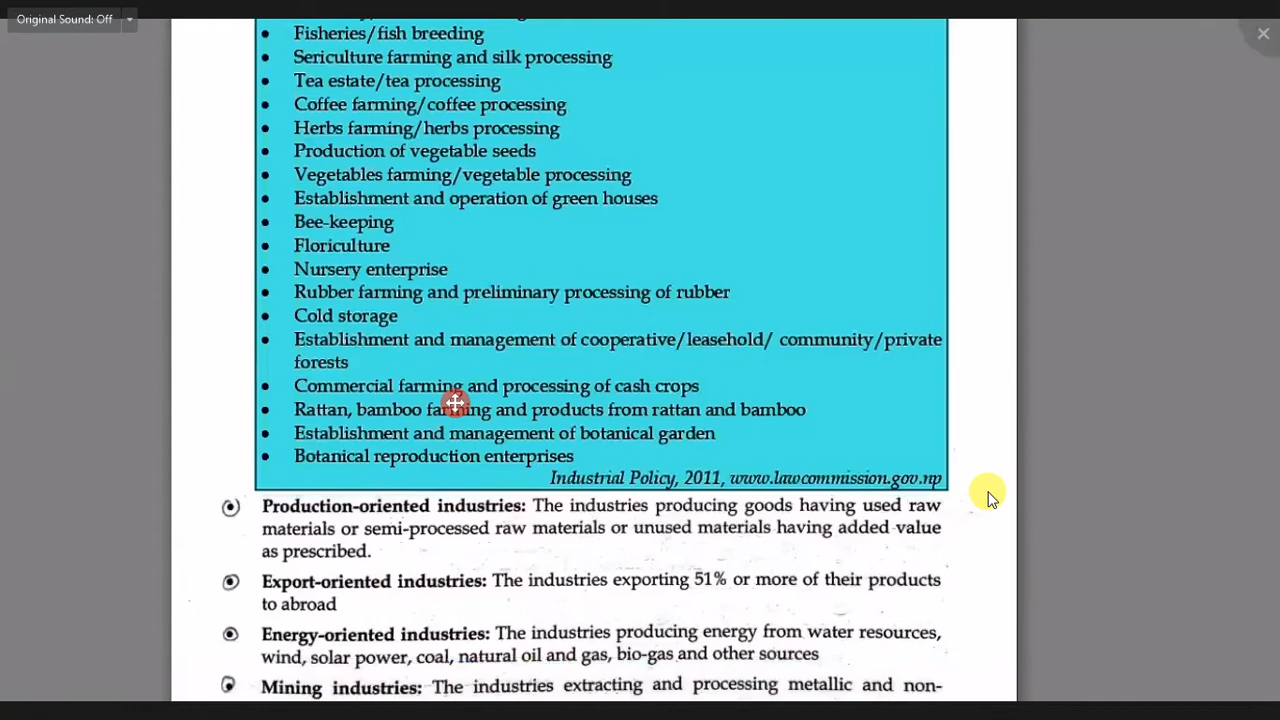 Original Sound: Off
• Fisheries/fish breeding
• Sericulture farming and silk processing
• Tea estate/tea processing
• Coffee farming/coffee processing
• Herbs farming/herbs processing
• Production of vegetable seeds
• Vegetables farming/vegetable processing
• Establishment and operation of green houses
• Bee-keeping
• Floriculture
• Nursery enterprise
• Rubber farming and preliminary processing of rubber
• Cold storage
• Establishment and management of cooperative/leasehold/ community/private
forests
• Commercial farming and processing of cash crops
• Rattan, bamboo farming and products from rattan and bamboo
• Establishment and management of botanical garden
• Botanical reproduction enterprises
Industrial Policy, 2011, www.lawcommission.gov.np
Production-oriented industries: The industries producing goods having used raw
materials or semi-processed raw materials or unused materials having added value
as prescribed.
Export-oriented industries: The industries exporting 51% or more of their products
to abroad
Energy-oriented industries: The industries producing energy from water resources,
wind, solar power, coal, natural oil and gas, bio-gas and other sources
Mining industries: The industries extracting and processing metallic and non-